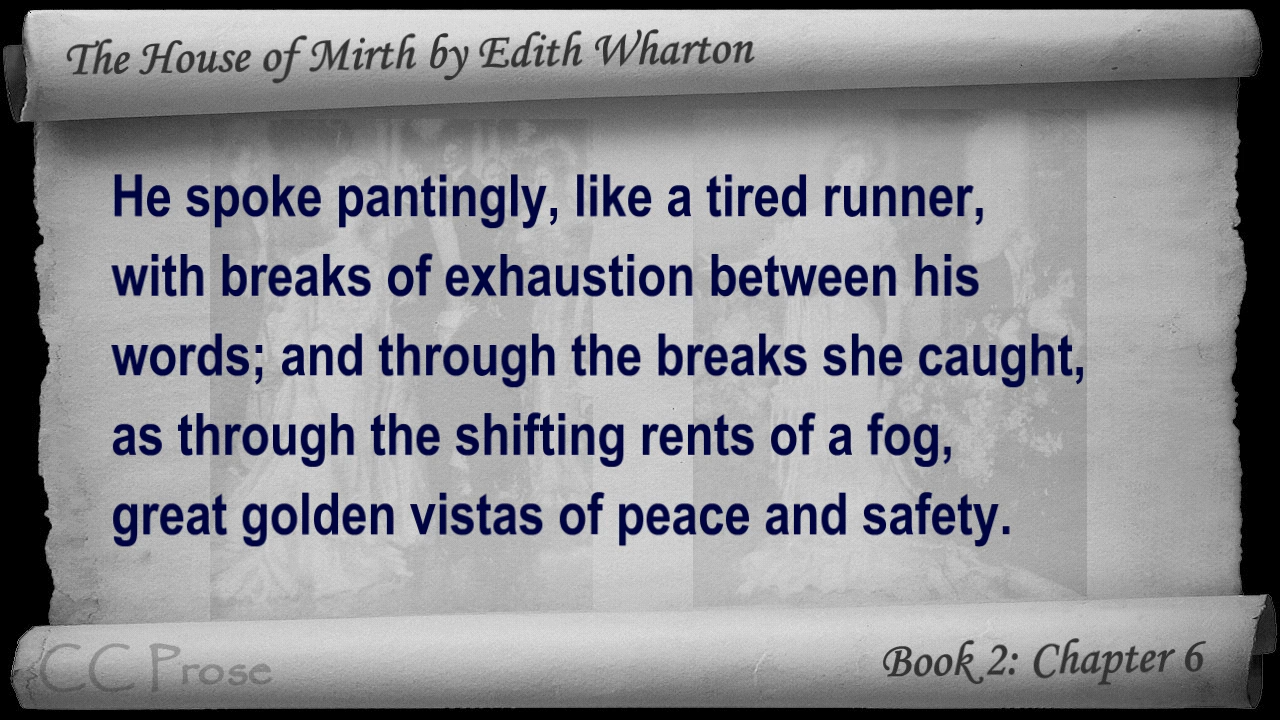 The House of Mirth by Edith Wharton
He spoke pantingly, like a tired runner,
with breaks of exhaustion between his
words; and through the breaks she caught,
as through the shifting rents of a fog,
great golden vistas of peace and safety.
CC Prose
Book 2: Chapter 6